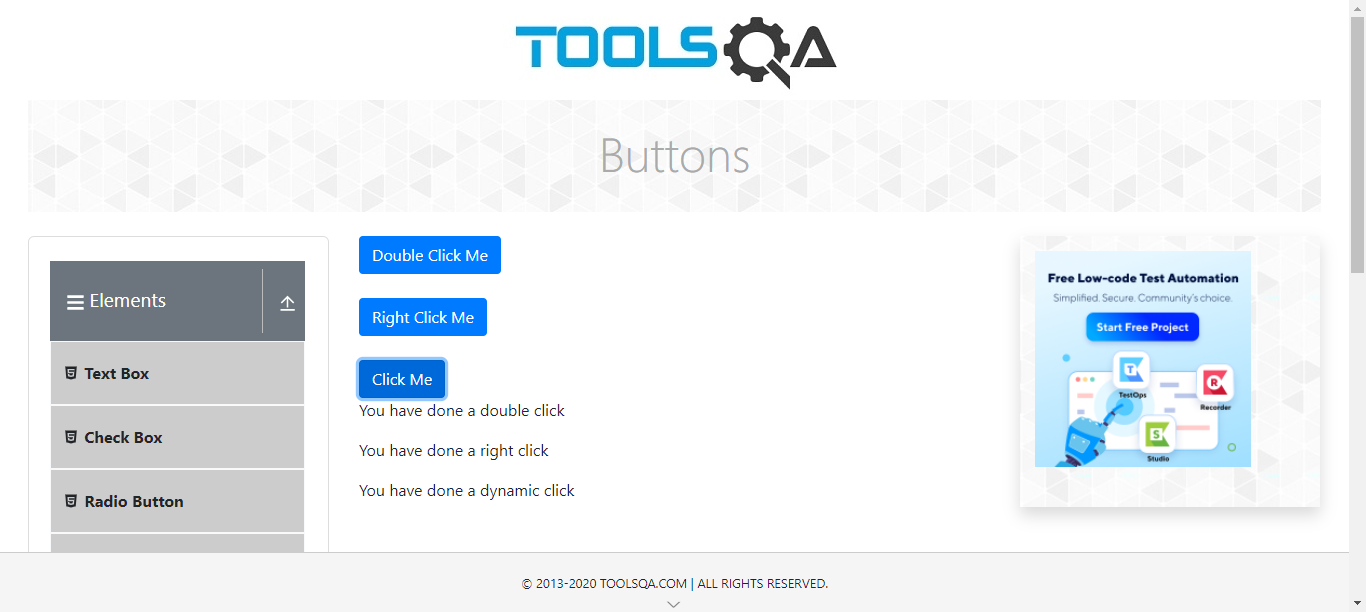 TOOLSQA
Buttons
Elements
Text Box
Check Box
Radio Button
Double Click Me
Right Click Me
Click Me
You have done a double click
You have done a right click
You have done a dynamic click
Free Low-code Test Automation
Simplified. Secure. Community's choice.
Start Free Project
T
TestOps
R
Recorder
S
Studio
© 2013-2020 TOOLSQA.COM | ALL RIGHTS RESERVED.